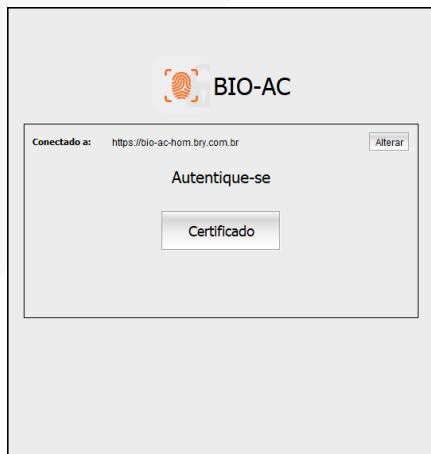 BIO-AC
Conectado a: https://bio-ac-hom.bry.com.br Alterar
Autentique-se
Certificado